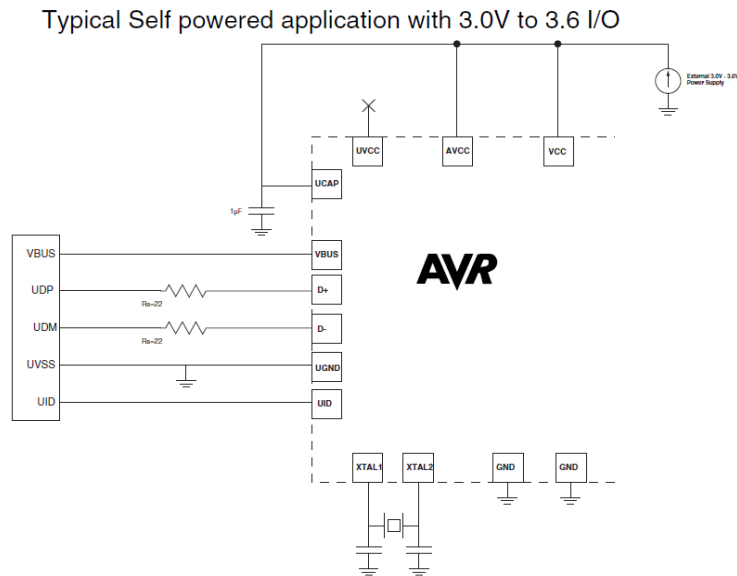 Typical Self powered application with 3.0V to 3.6 I/O
External 3.0V - 3.6V
Power Supply
UVCC
AVCC
VCC
UCAP
1µF
VBUS
VBUS
UDP
Rs=22
D+
UDM
Rs=22
D-
UVSS
UGND
UID
UID
AVR
XTAL1
XTAL2
GND
GND